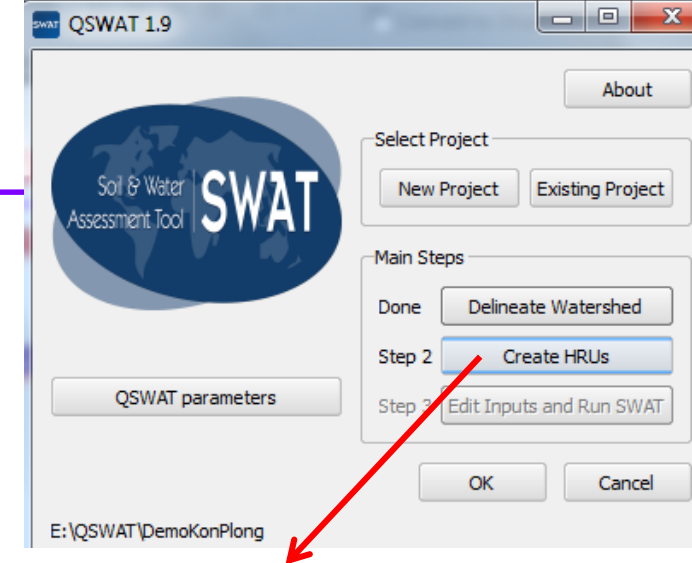 SWAT QSWAT 1.9
About
Select Project
New Project Existing Project
Soil & Water
Assessment Tool SWAT
Main Steps
Done Delineate Watershed
Step 2 Create HRUs
QSWAT parameters
Step 3 Edit Inputs and Run SWAT
OK Cancel
E:\QSWAT\DemoKonPlong